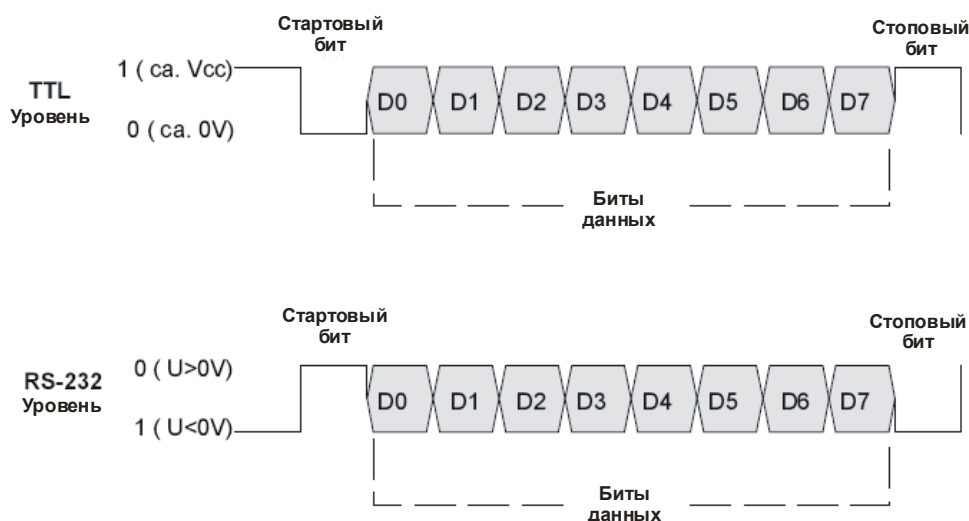 Стартовый
бит
Стоповый
бит
1 ( ca. Vcc)
TTL
Уровень
0 ( ca. 0V)
D0 D1 D2 D3 D4 D5 D6 D7
Биты
данных
Стартовый
бит
Стоповый
бит
0 ( U>0V)
RS-232
Уровень
1 ( U<0V)
D0 D1 D2 D3 D4 D5 D6 D7
Биты
данных